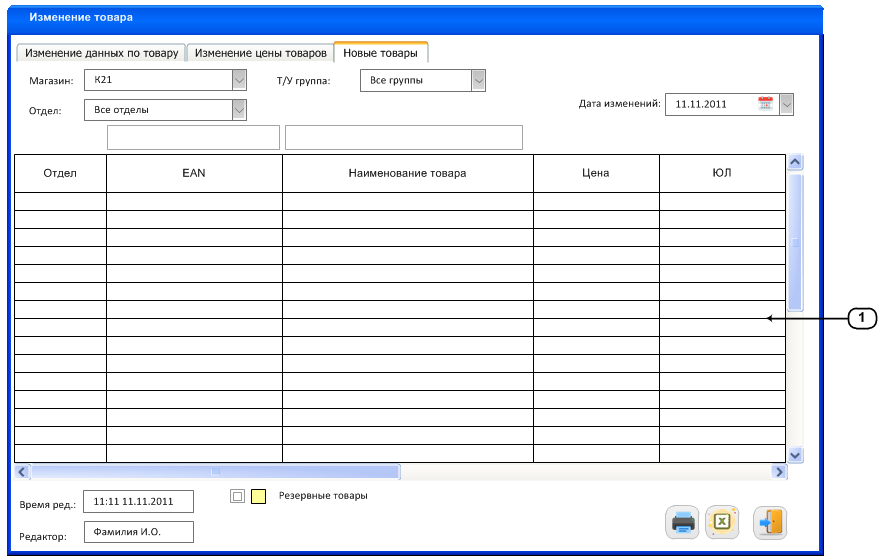 Изменение товара
Изменение данных по товару Изменение цены товаров Новые товары
Магазин: К21 Т/У группа: Все группы
Отдел: Все отделы Дата изменений: 11.11.2011
Отдел EAN Наименование товара Цена ЮЛ
1
Время ред.: 11:11 11.11.2011 Резервные товары
Редактор: Фамилия И.О.